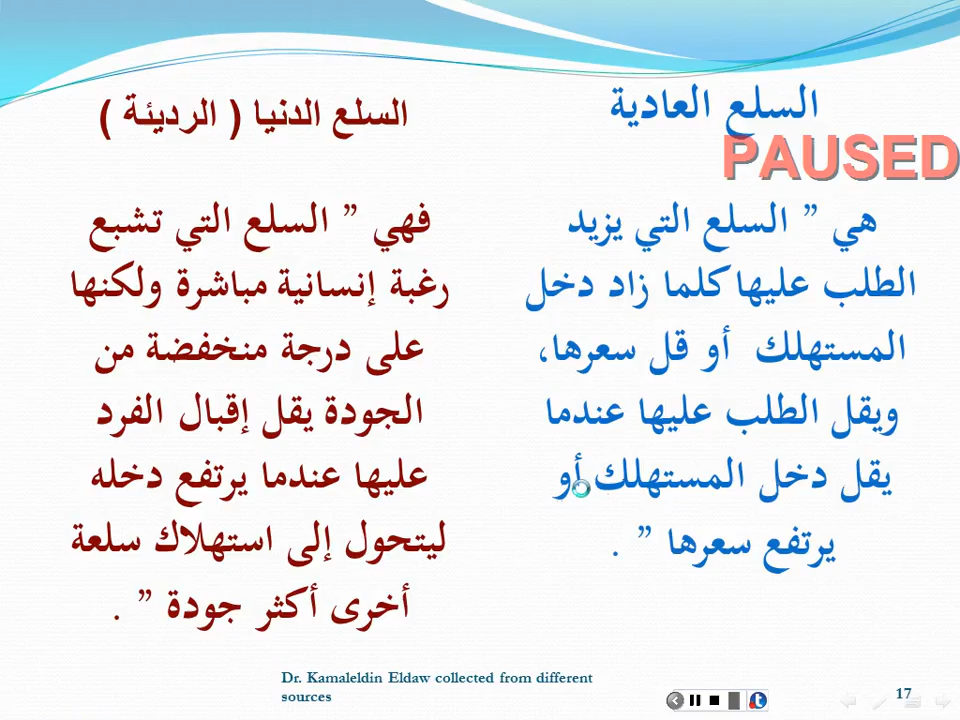 السلع العادية
هي ” السلع التي يزيد
الطلب عليها كلما زاد دخل
المستهلك أو قل سعرها،
ويقل الطلب عليها عندما
يقل دخل المستهلك أو
يرتفع سعرها ” .
السلع الدنيا ( الرديئة )
فهي ” السلع التي تشبع
رغبة إنسانية مباشرة ولكنها
على درجة منخفضة من
الجودة يقل إقبال الفرد
عليها عندما يرتفع دخله
ليتحول إلى استهلاك سلعة
أخرى أكثر جودة ” .
PAUSED
Dr. Kamaleldin Eldaw collected from different
sources
17